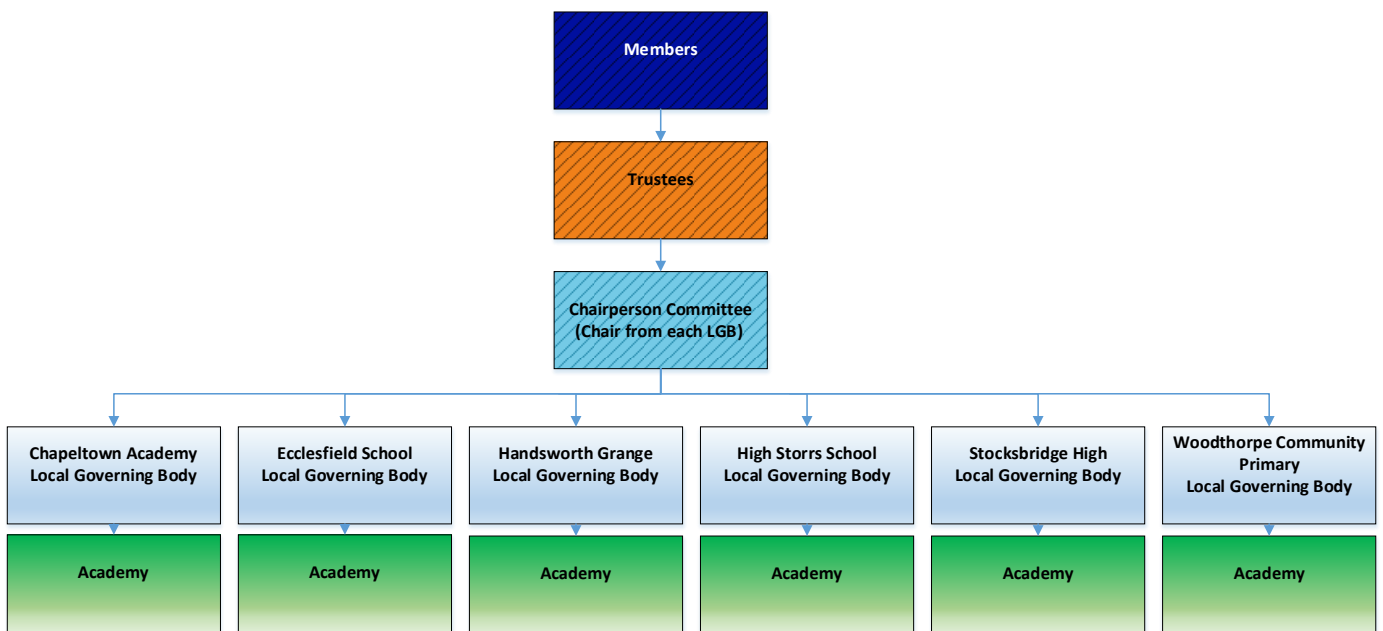 Members
Trustees
Chairperson Committee
(Chair from each LGB)
Chapeltown Academy
Local Governing Body
Ecclesfield School
Local Governing Body
Handsworth Grange
Local Governing Body
High Storrs School
Local Governing Body
Stocksbridge High
Local Governing Body
Woodthorpe Community
Primary
Local Governing Body
Academy
Academy
Academy
Academy
Academy
Academy